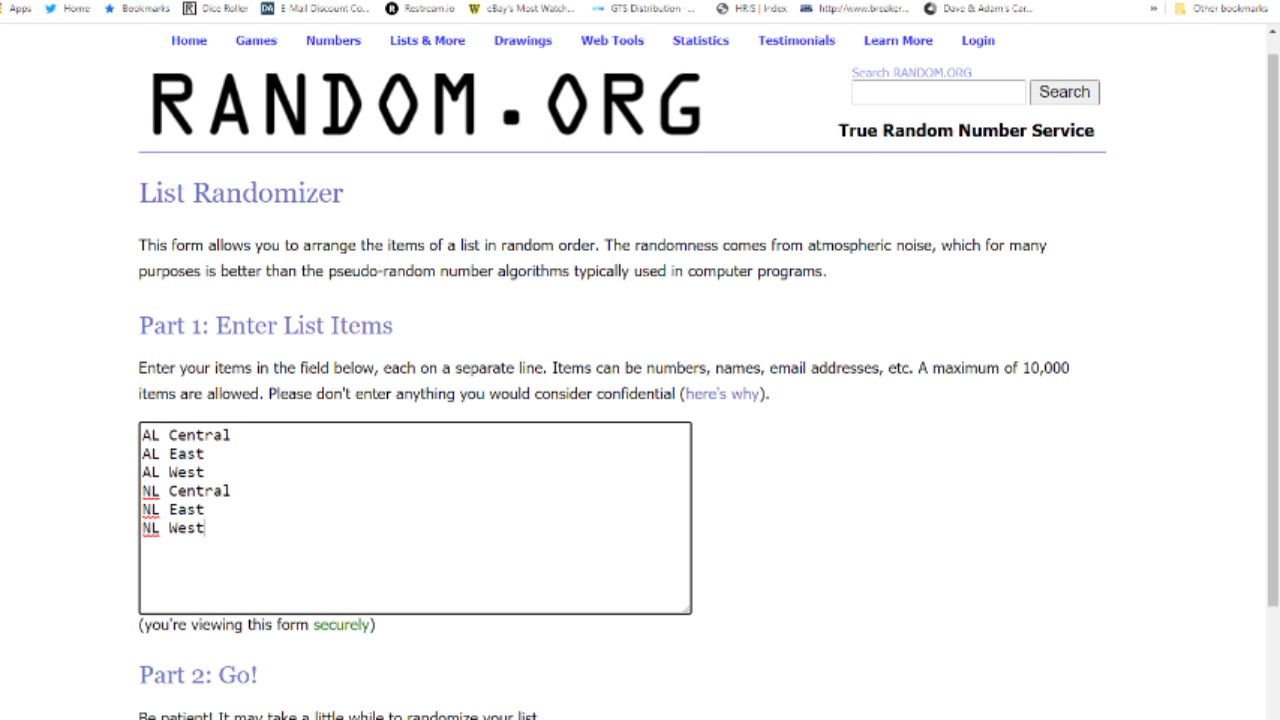 Apps Home Bookmarks Dice Roller E-Mail Discount Co... Restream.io eBay's Most Watch... GTS Distribution -... HRIS | Index http://www.breaker... Dave & Adam's Car... » Other bookmarks
Home Games Numbers Lists & More Drawings Web Tools Statistics Testimonials Learn More Login
RANDOM.ORG
Search RANDOM.ORG
Search
True Random Number Service
List Randomizer
This form allows you to arrange the items of a list in random order. The randomness comes from atmospheric noise, which for many
purposes is better than the pseudo-random number algorithms typically used in computer programs.
Part 1: Enter List Items
Enter your items in the field below, each on a separate line. Items can be numbers, names, email addresses, etc. A maximum of 10,000
items are allowed. Please don't enter anything you would consider confidential (here's why).
AL Central
AL East
AL West
NL Central
NL East
NL West
(you're viewing this form securely)
Part 2: Go!
Be patient! It may take a little while to randomize your list